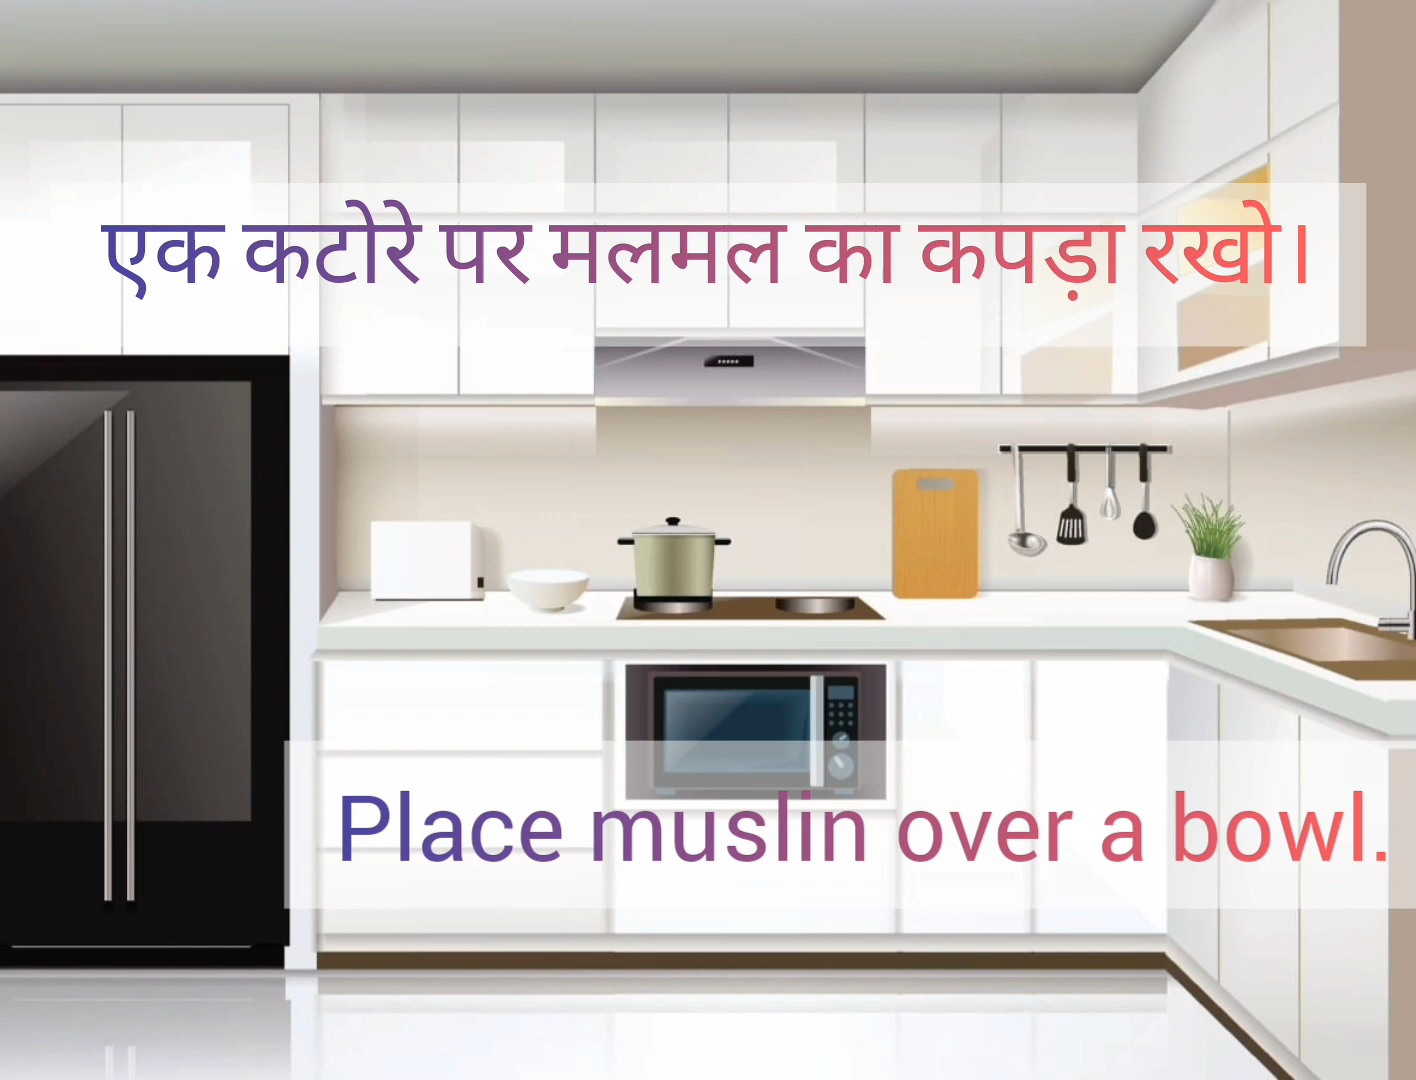 एक कटोरे पर मलमल का कपड़ा रखो।
Place muslin over a bowl.